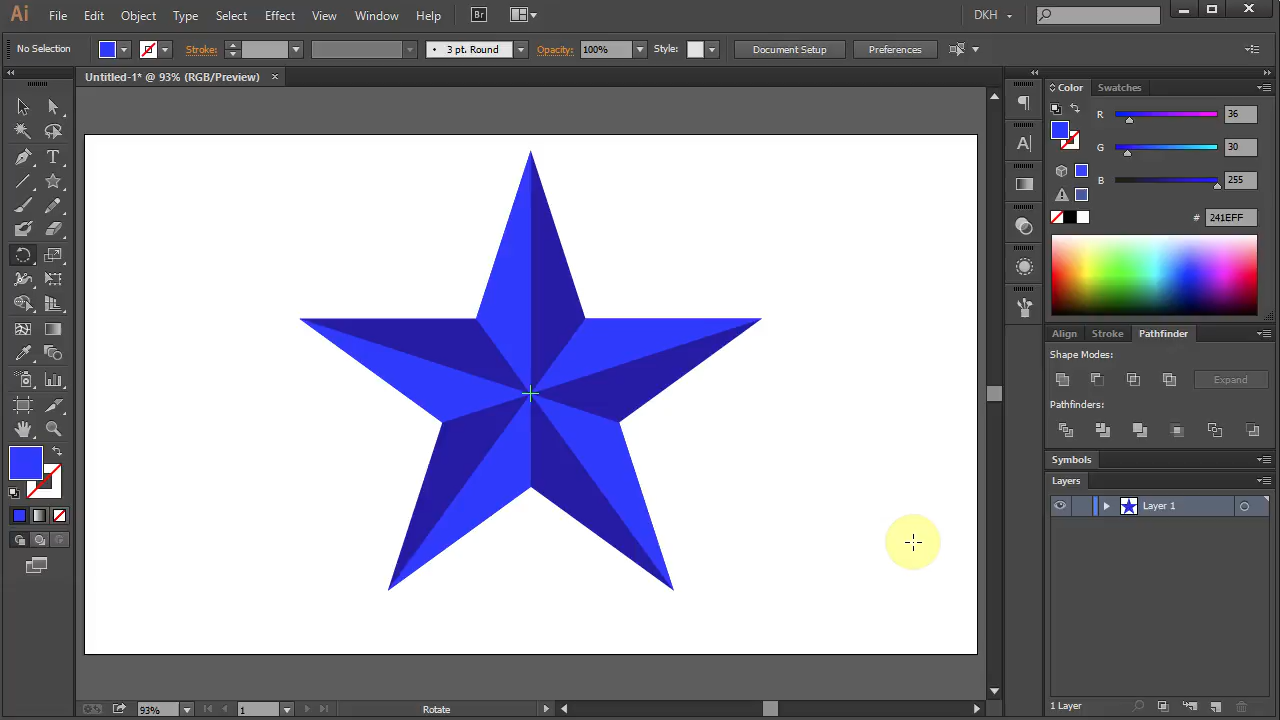 Ai File Edit Object Type Select Effect View Window Help Br DKH
No Selection Stroke: 3 pt. Round Opacity: 100% Style: Document Setup Preferences
Untitled-1* @ 93% (RGB/Preview)
Color Swatches
R 36
G 30
B 255
# 241EFF
Align Stroke Pathfinder
Shape Modes:
Expand
Pathfinders:
Symbols
Layers
Layer 1
1 Layer
93% 1 Rotate